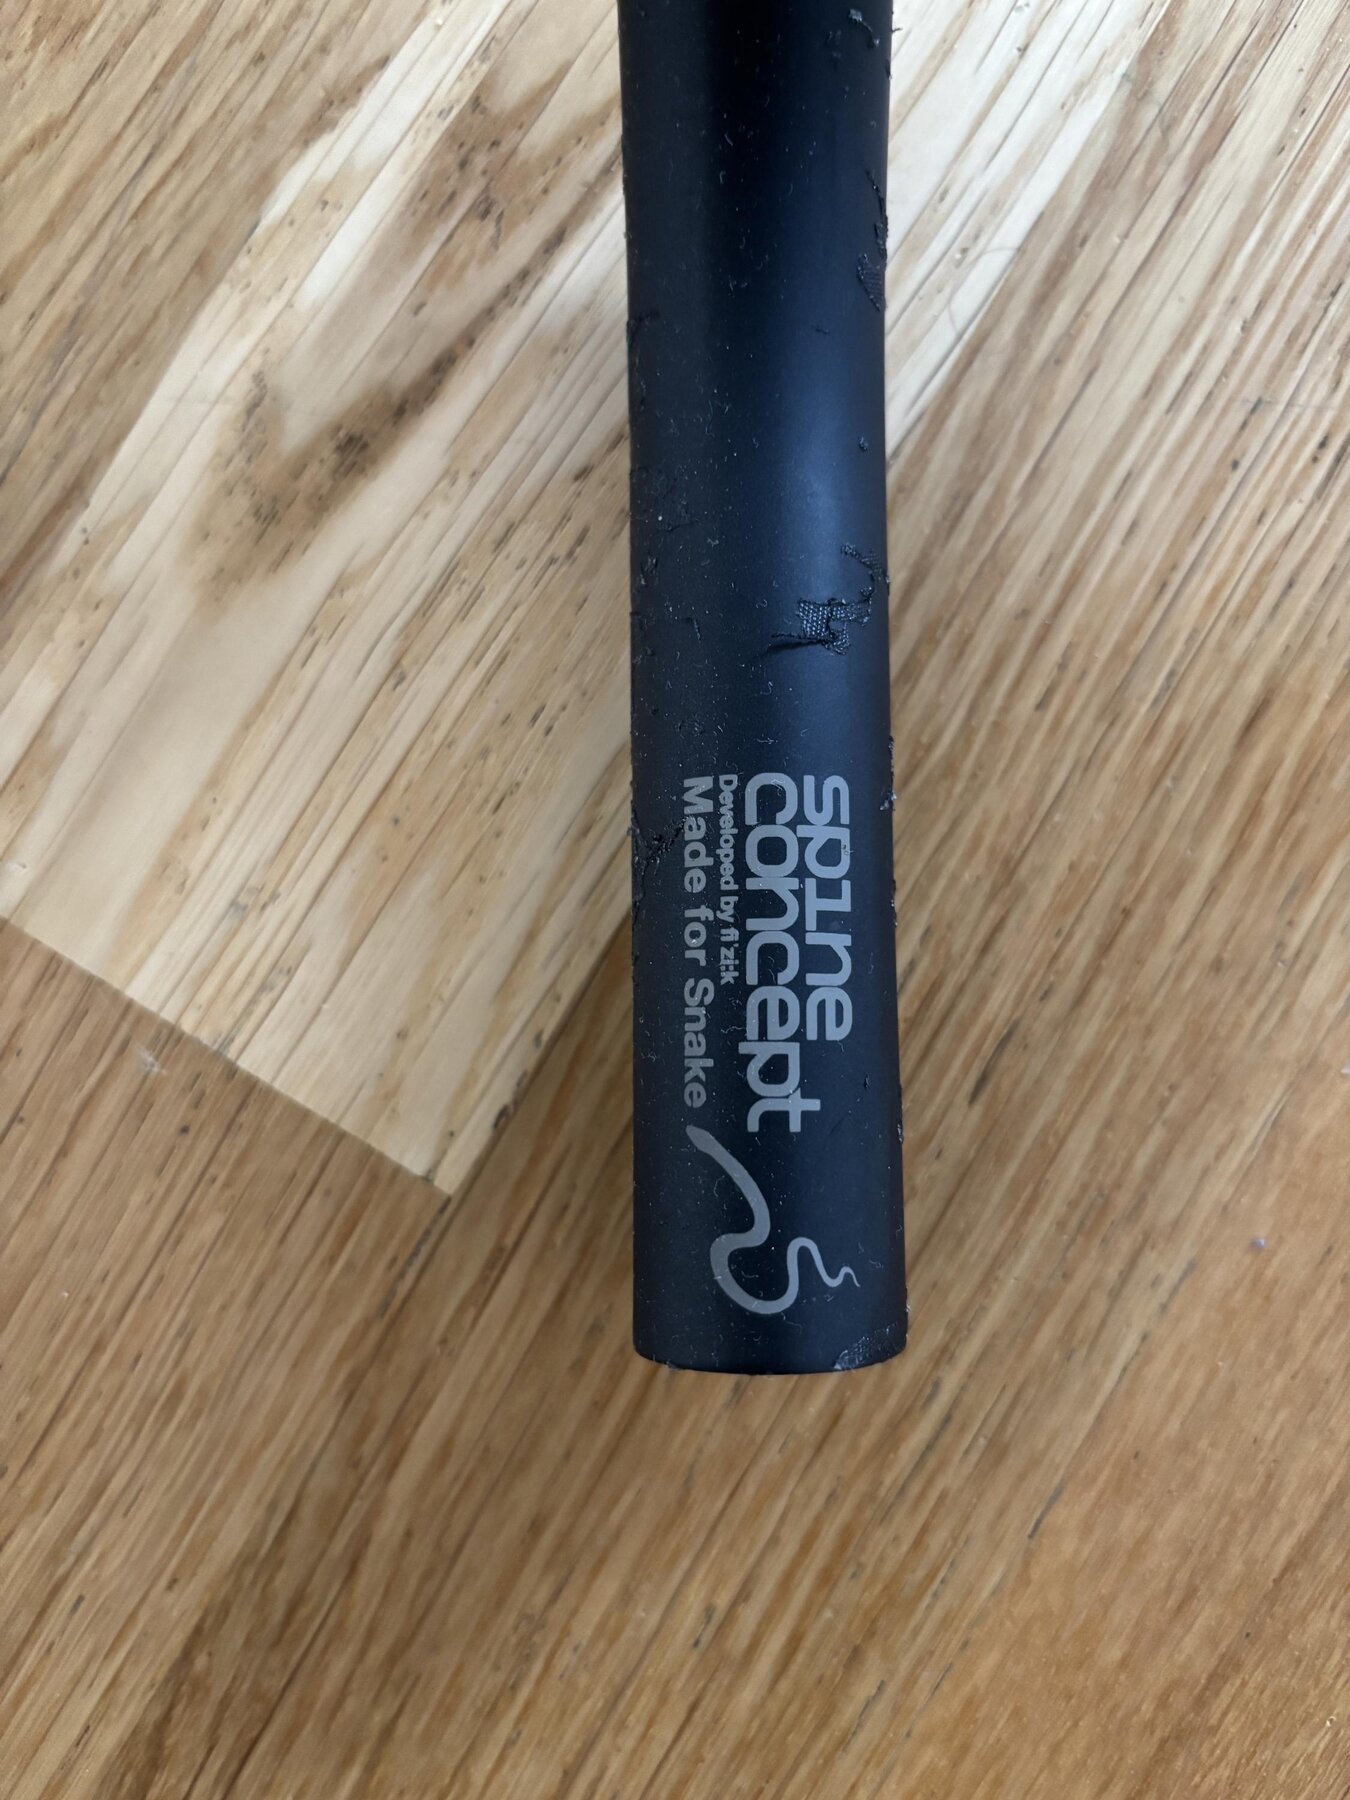 spine
concept
Developed by fi'zi:k
Made for Snake